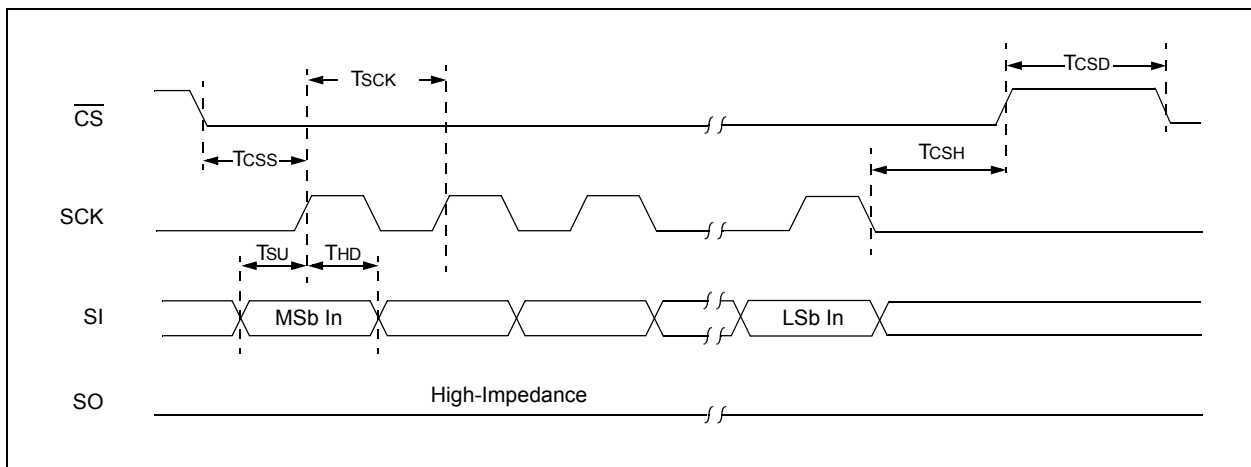 TCSD
TSCK
CS
TCSH
TCSS
SCK
TSU THD
SI MSb In LSb In
High-Impedance
SO